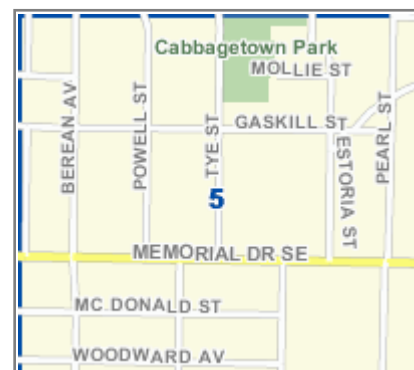 Cabbagetown Park
MOLLIE ST
GASKILL ST
BEREAN AV
POWELL ST
TYE ST
ESTORIA ST
PEARL ST
5
MEMORIAL DR SE
MC DONALD ST
WOODWARD AV